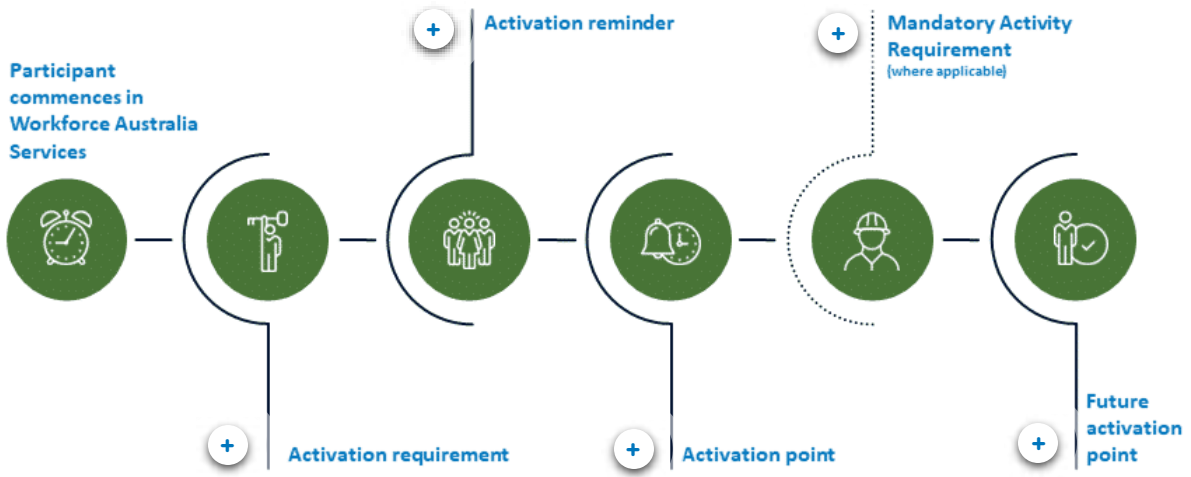 Participant
commences in
Workforce Australia
Services
+
Activation requirement
+
Activation reminder
+
Activation point
+
Mandatory Activity
Requirement
(where applicable)
+
Future
activation
point